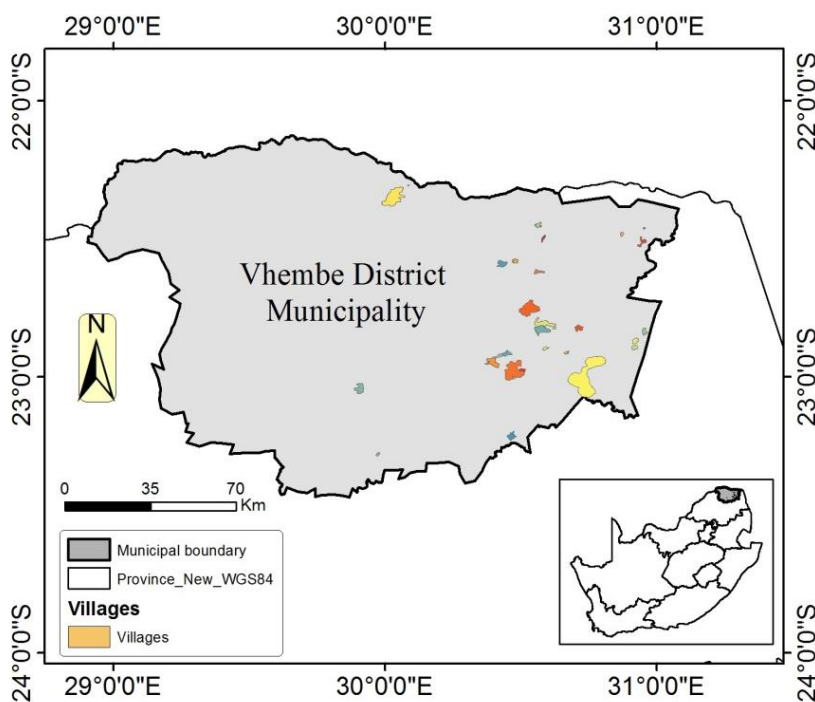 29°0'0"E 30°0'0"E 31°0'0"E
22°0'0"S 22°0'0"S
Vhembe District
Municipality
N
23°0'0"S 23°0'0"S
0 35 70
Km
Municipal boundary
Province_New_WGS84
Villages
Villages
24°0'0"S 24°0'0"S
29°0'0"E 30°0'0"E 31°0'0"E